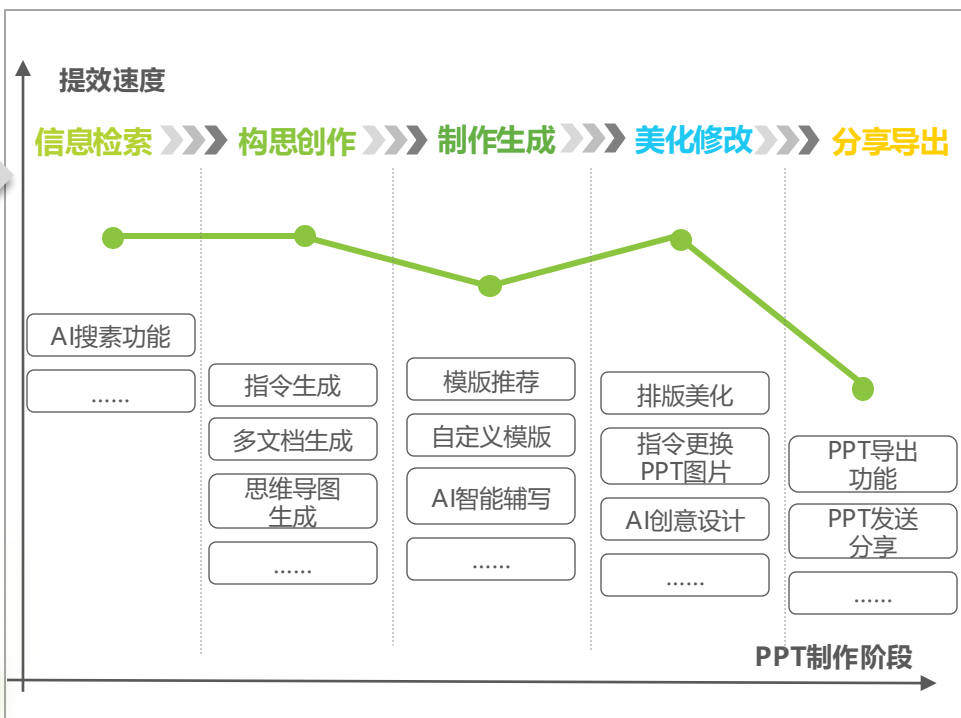 提效速度
信息检索
构思创作
制作生成
美化修改
分享导出
AI搜素功能
......
指令生成
多文档生成
思维导图
生成
......
模版推荐
自定义模版
AI智能辅写
......
排版美化
指令更换
PPT图片
AI创意设计
......
PPT导出
功能
PPT发送
分享
......
PPT制作阶段